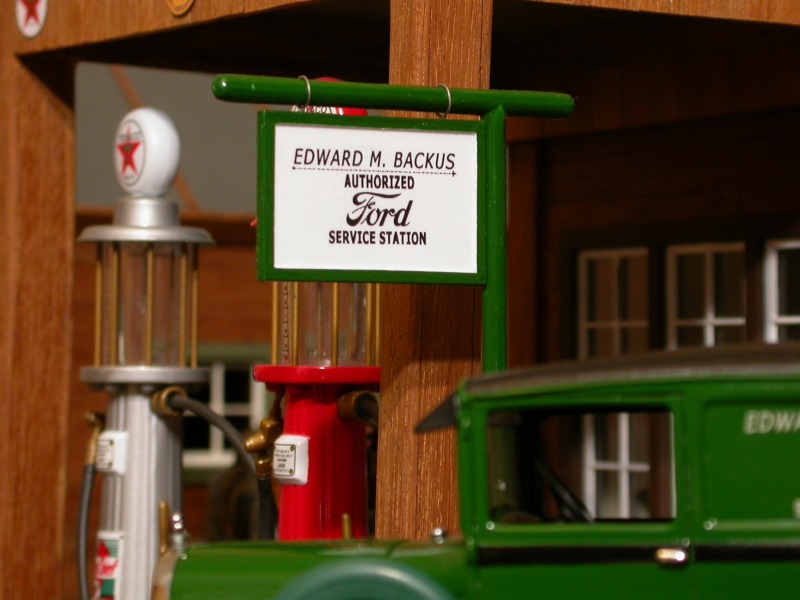 EDWARD M. BACKUS
AUTHORIZED
Ford
SERVICE STATION
EDWA